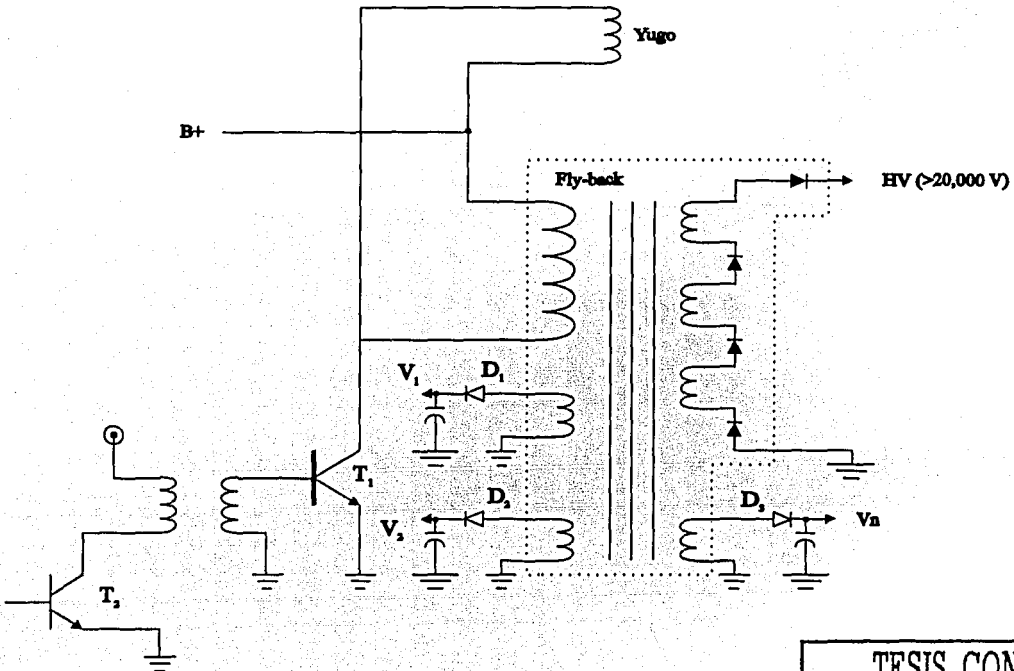 Yugo
B+
Fly-back
HV (>20,000 V)
V₁
D₁
T₁
D₂
V₂
D₃
Vn
T₂
TESIS CON